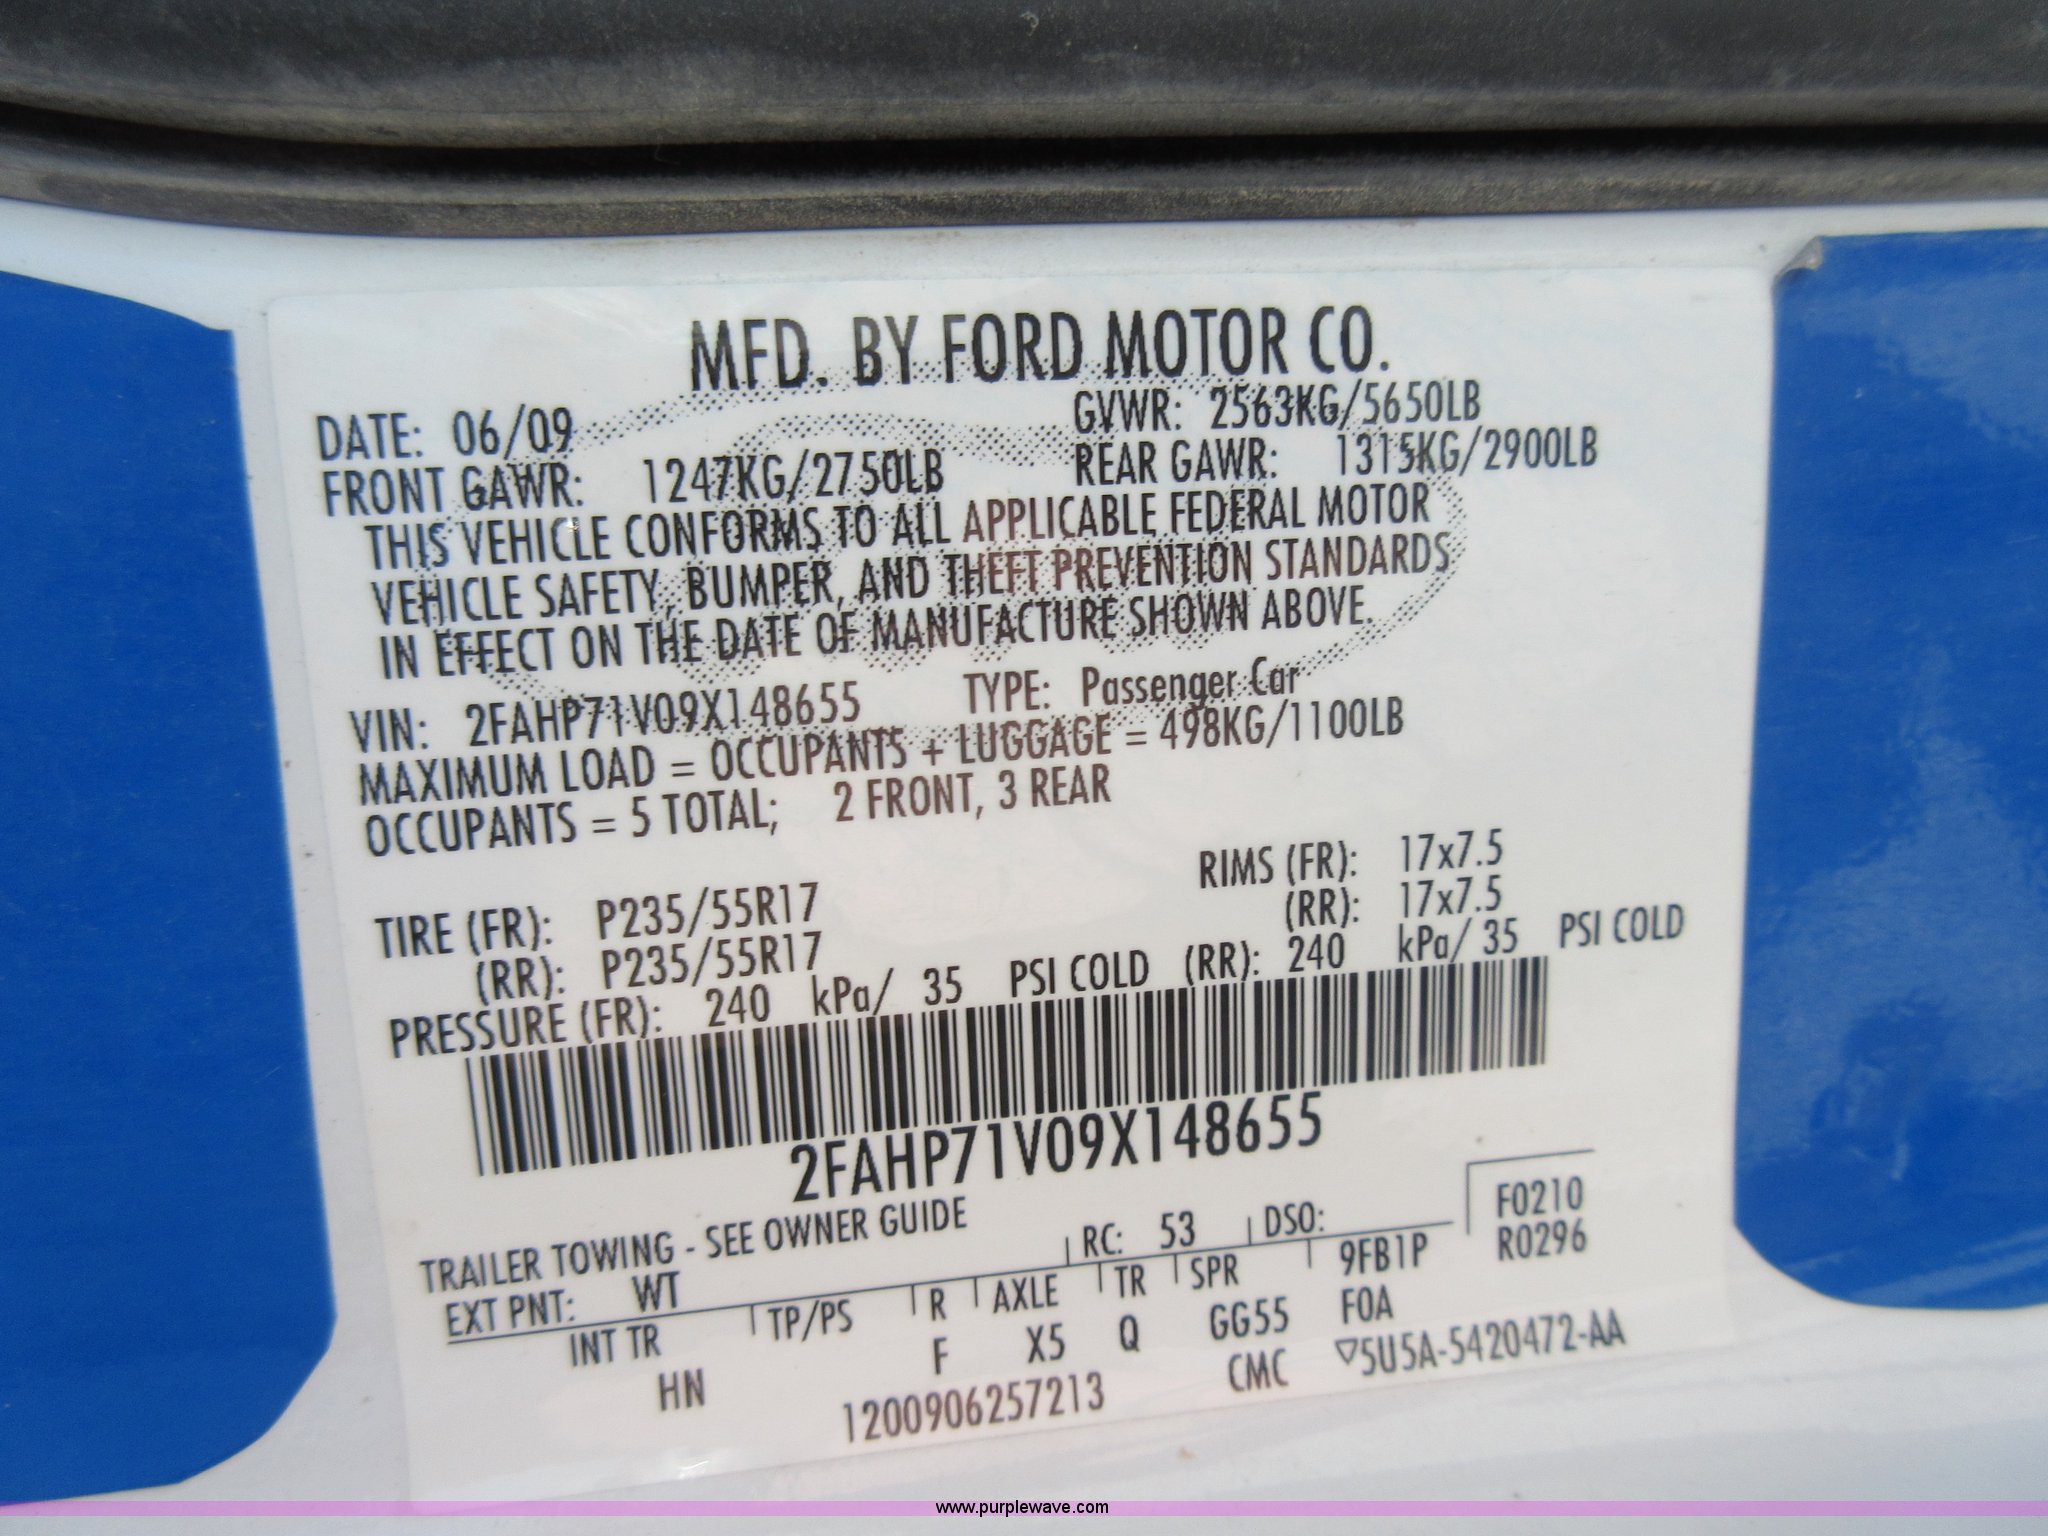 MFD. BY FORD MOTOR CO.
DATE: 06/09 GVWR: 2563KG/5650LB
FRONT GAWR: 1247KG/2750LB REAR GAWR: 1315KG/2900LB
THIS VEHICLE CONFORMS TO ALL APPLICABLE FEDERAL MOTOR
VEHICLE SAFETY, BUMPER, AND THEFT PREVENTION STANDARDS
IN EFFECT ON THE DATE OF MANUFACTURE SHOWN ABOVE.
VIN: 2FAHP71V09X148655 TYPE: Passenger Car
MAXIMUM LOAD = OCCUPANTS + LUGGAGE = 498KG/1100LB
OCCUPANTS = 5 TOTAL; 2 FRONT, 3 REAR
TIRE (FR): P235/55R17 RIMS (FR): 17x7.5
(RR): P235/55R17 (RR): 17x7.5
PRESSURE (FR): 240 kPa/ 35 PSI COLD (RR): 240 kPa/ 35 PSI COLD
2FAHP71V09X148655
TRAILER TOWING - SEE OWNER GUIDE
F0210
EXT PNT: WT RC: 53 DSO: R0296
INT TR TP/PS R AXLE TR SPR 9FB1P
HN F X5 Q GG55 FOA
1200906257213 CMC ▽5U5A-5420472-AA
www.purplewave.com